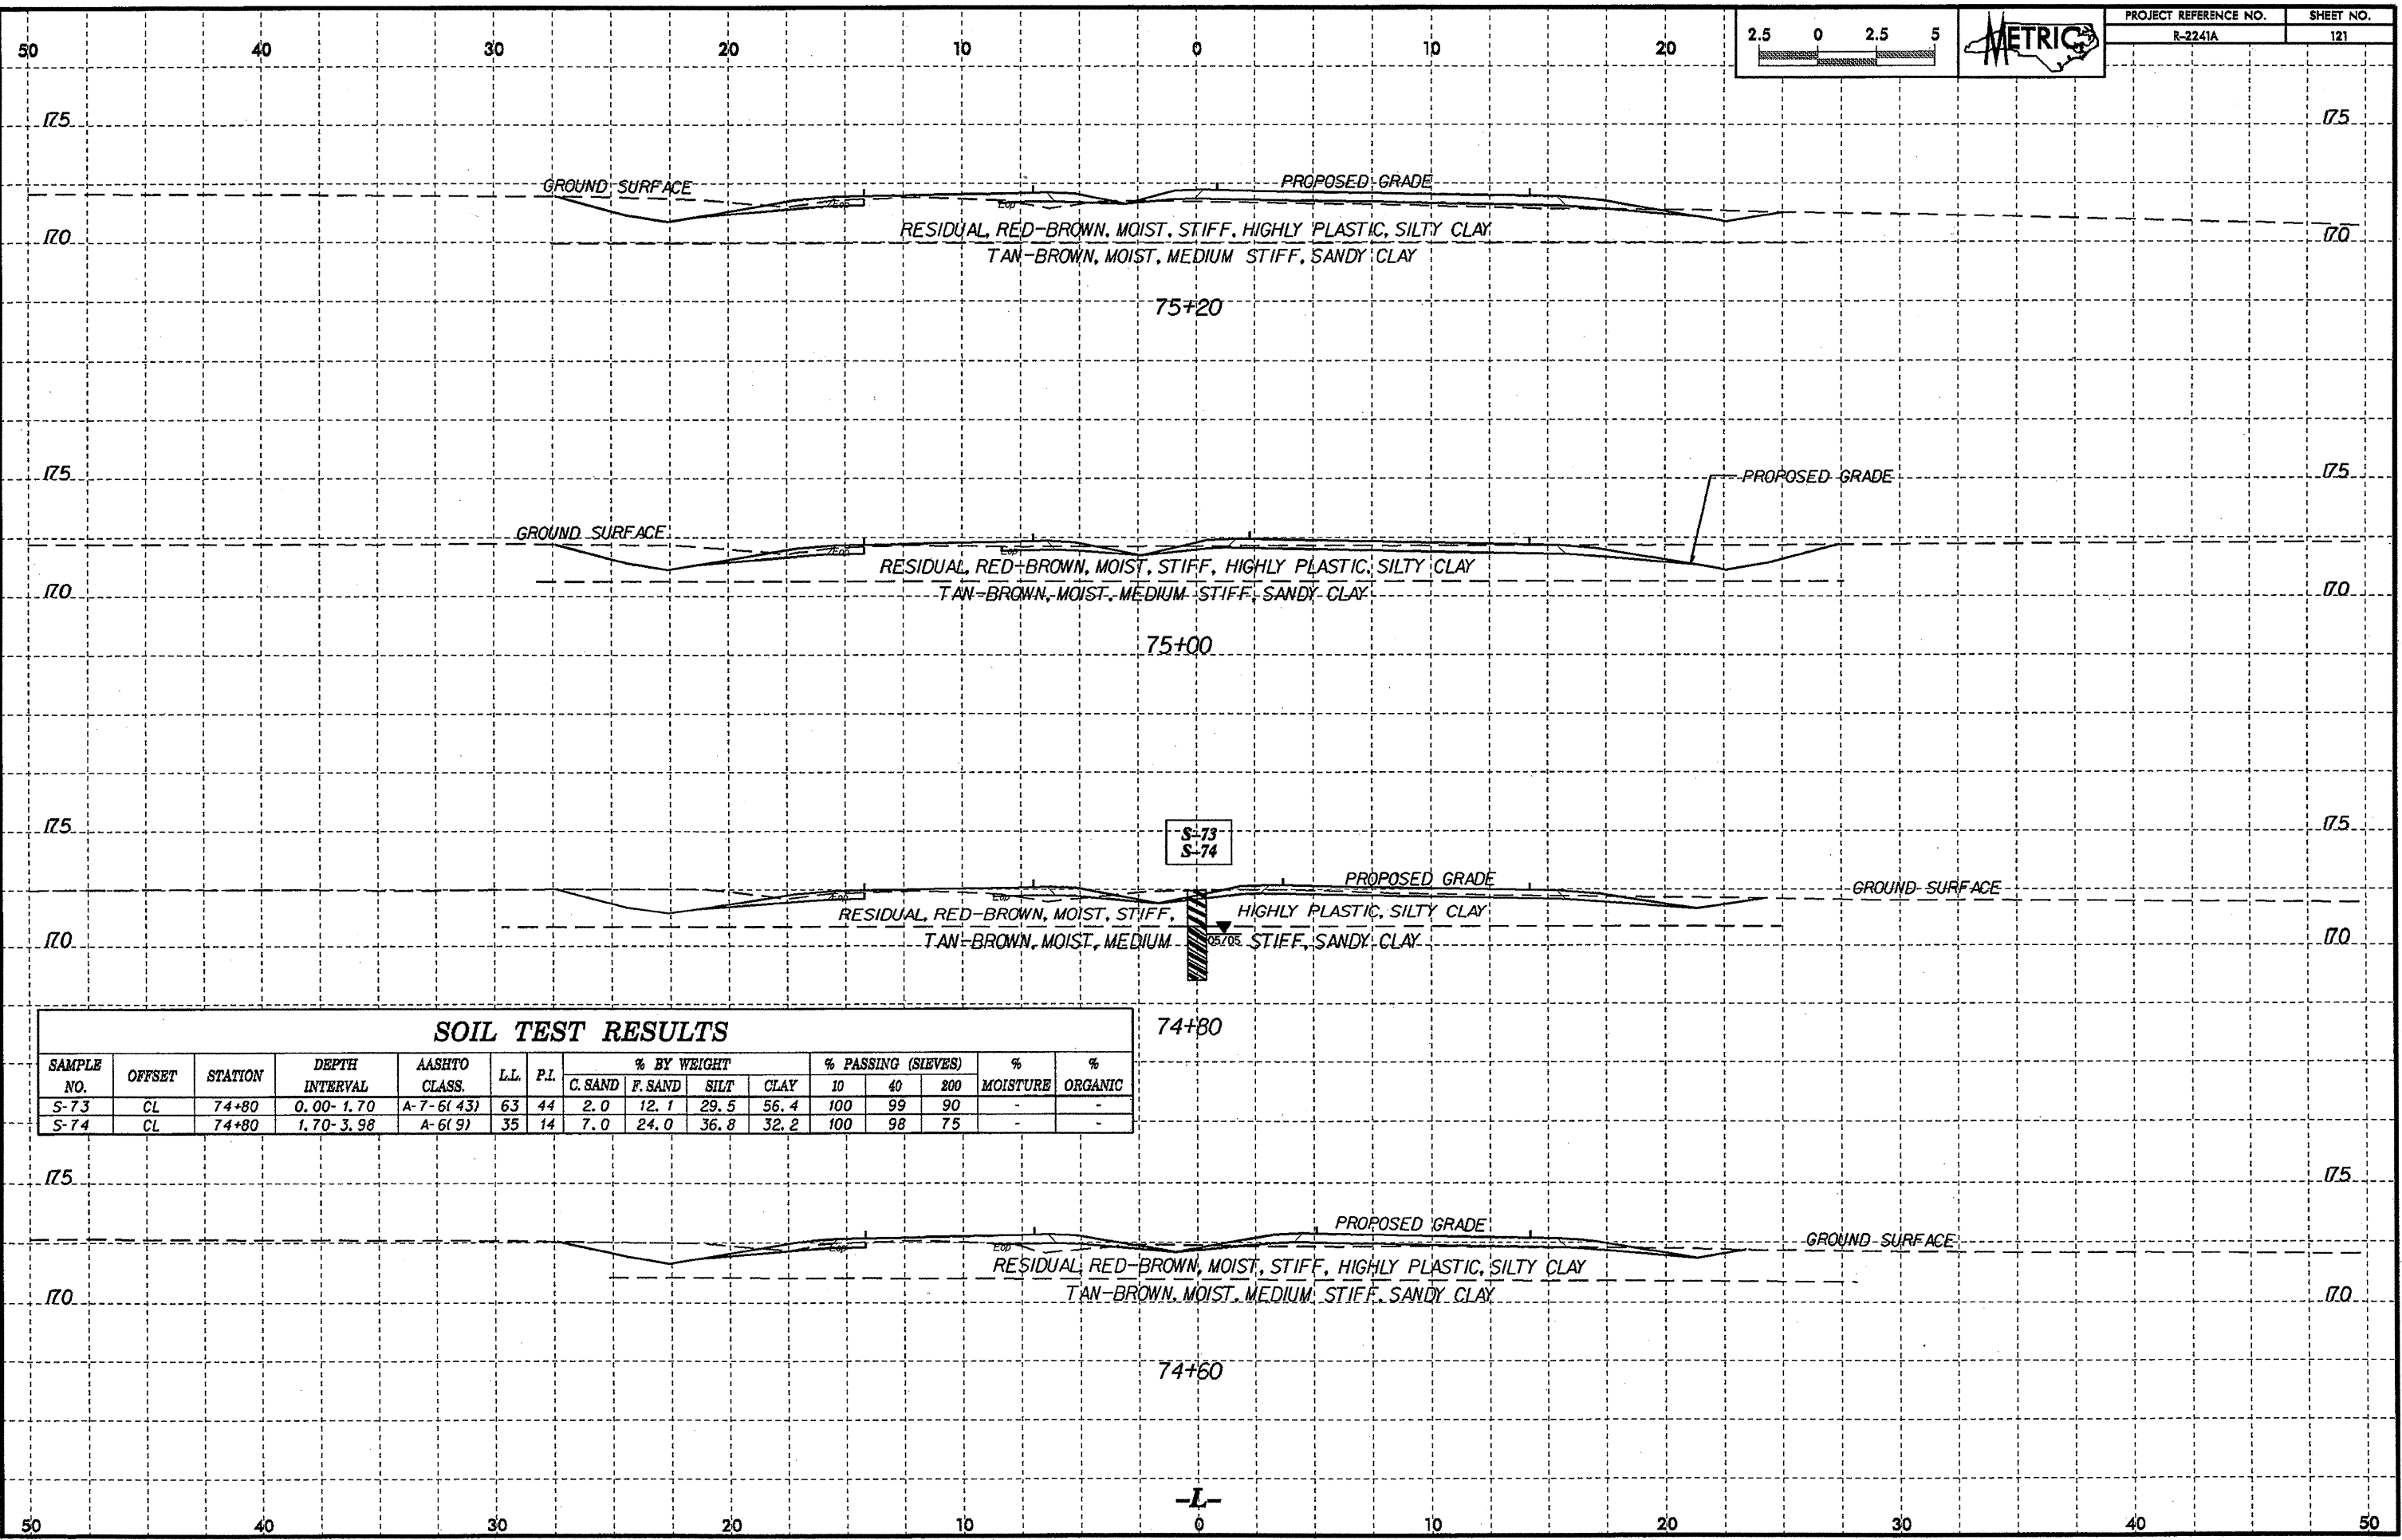 PROJECT REFERENCE NO. SHEET NO.
R-2241A 121
2.5 0 2.5 5
METRIC
50 40 30 10 0 10 20
20
175 175
GROUND SURFACE PROPOSED GRADE
Eop Eop
RESIDUAL, RED-BROWN, MOIST, STIFF, HIGHLY PLASTIC, SILTY CLAY
170 170
TAN-BROWN, MOIST, MEDIUM STIFF, SANDY CLAY
75+20
175 PROPOSED GRADE 175
GROUND SURFACE
Eop Eop
RESIDUAL, RED-BROWN, MOIST, STIFF, HIGHLY PLASTIC, SILTY CLAY
170 TAN-BROWN, MOIST, MEDIUM STIFF, SANDY CLAY 170
75+00
175 175
S-73
S-74
PROPOSED GRADE GROUND SURFACE
Eop Eop
RESIDUAL, RED-BROWN, MOIST, STIFF, HIGHLY PLASTIC, SILTY CLAY
170 TAN-BROWN, MOIST, MEDIUM 05/05 STIFF, SANDY CLAY 170
74+80
SOIL TEST RESULTS
SAMPLE NO. OFFSET STATION DEPTH INTERVAL AASHTO CLASS. L.L. P.I. % BY WEIGHT % PASSING (SIEVES) % MOISTURE % ORGANIC
C. SAND F. SAND SILT CLAY 10 40 200
S-73 CL 74+80 0.00-1.70 A-7-6(43) 63 44 2.0 12.1 29.5 56.4 100 99 90 - -
S-74 CL 74+80 1.70-3.98 A-6(9) 35 14 7.0 24.0 36.8 32.2 100 98 75 - -
175 175
PROPOSED GRADE
GROUND SURFACE
Eop Eop
RESIDUAL, RED-BROWN, MOIST, STIFF, HIGHLY PLASTIC, SILTY CLAY
170 TAN-BROWN, MOIST, MEDIUM STIFF, SANDY CLAY 170
74+60
-L-
50 40 30 20 10 0 10 20 30 40 50